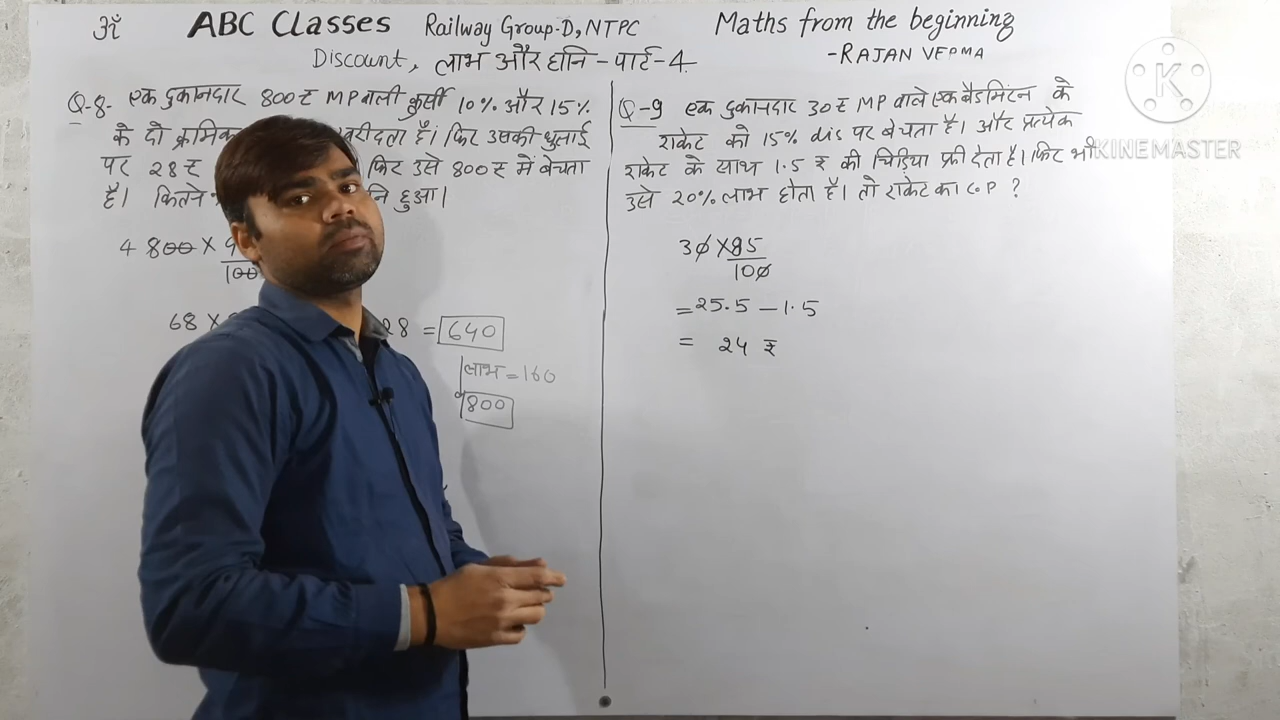 ॐ ABC Classes Railway Group-D, NTPC Maths from the beginning
Discount, लाभ और हानि - पार्ट-4 -RAJAN VERMA
Q-8- एक दुकानदार 800₹ MP वाली कुर्सी 10% और 15%
के दो क्रमिक खरीदता है। फिर उसकी धुलाई
पर 28₹ फिर उसे 800₹ में बेचता
है। कितने हुआ।
4 800 × 9
100
68 × 28 = 640
लाभ = 160
800
Q-9 एक दुकानदार 30₹ MP वाले एक बैडमिंटन के
राकेट को 15% dis पर बेचता है। और प्रत्येक
राकेट के साथ 1.5 ₹ की चिड़िया फ्री देता है। फिर भी
उसे 20% लाभ होता है। तो राकेट का CP ?
30 × 85
100
= 25.5 - 1.5
= 24 ₹
K
KINEMASTER